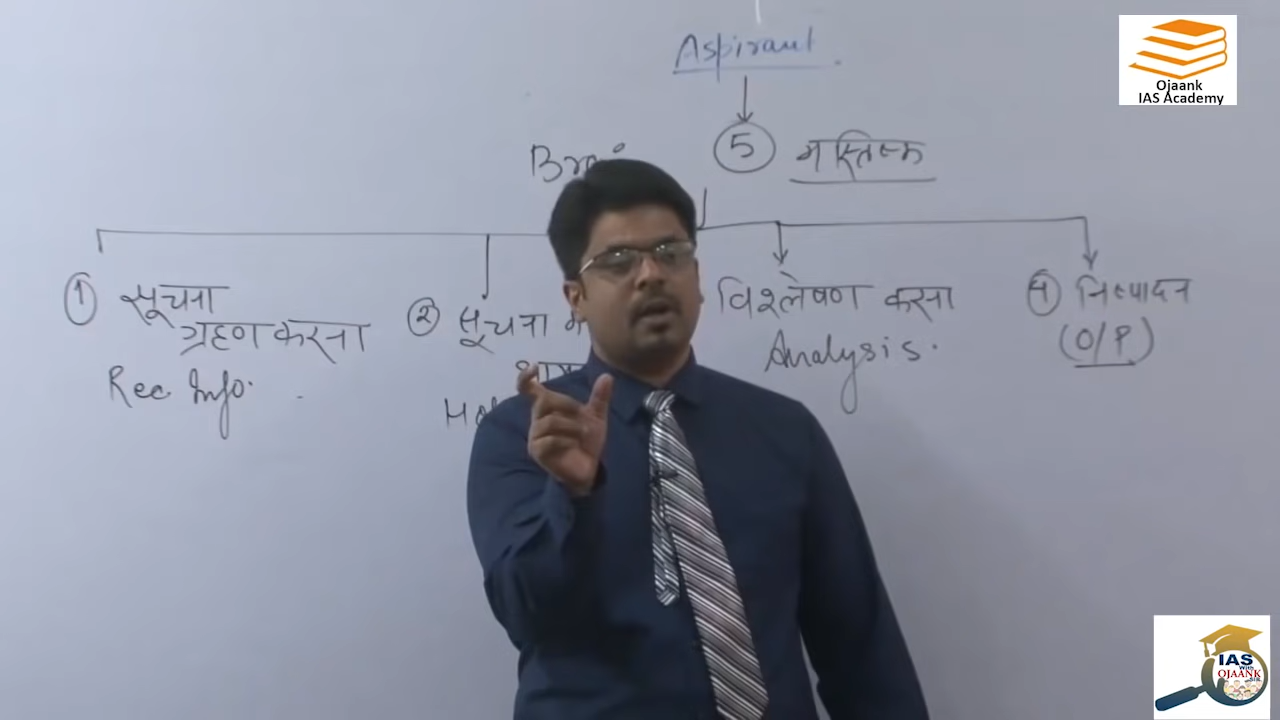 Aspirant
5 मस्तिष्क
1 सूचना
ग्रहण करना
Rec Info.
2 सूचना
विश्लेषण करना
Analysis.
4 निष्पादन
(O/P)
Ojaank
IAS Academy
IAS
With
OJAANK